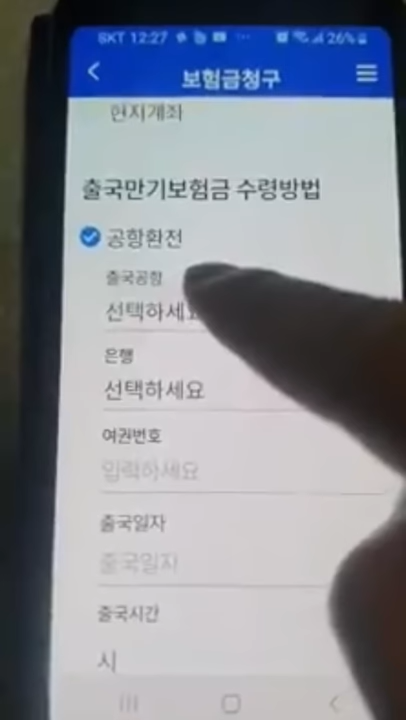 SKT 12:27
26%
보험금청구
현지계좌
출국만기보험금 수령방법
공항환전
출국공항
선택하세요
은행
선택하세요
여권번호
입력하세요
출국일자
출국일자
출국시간
시